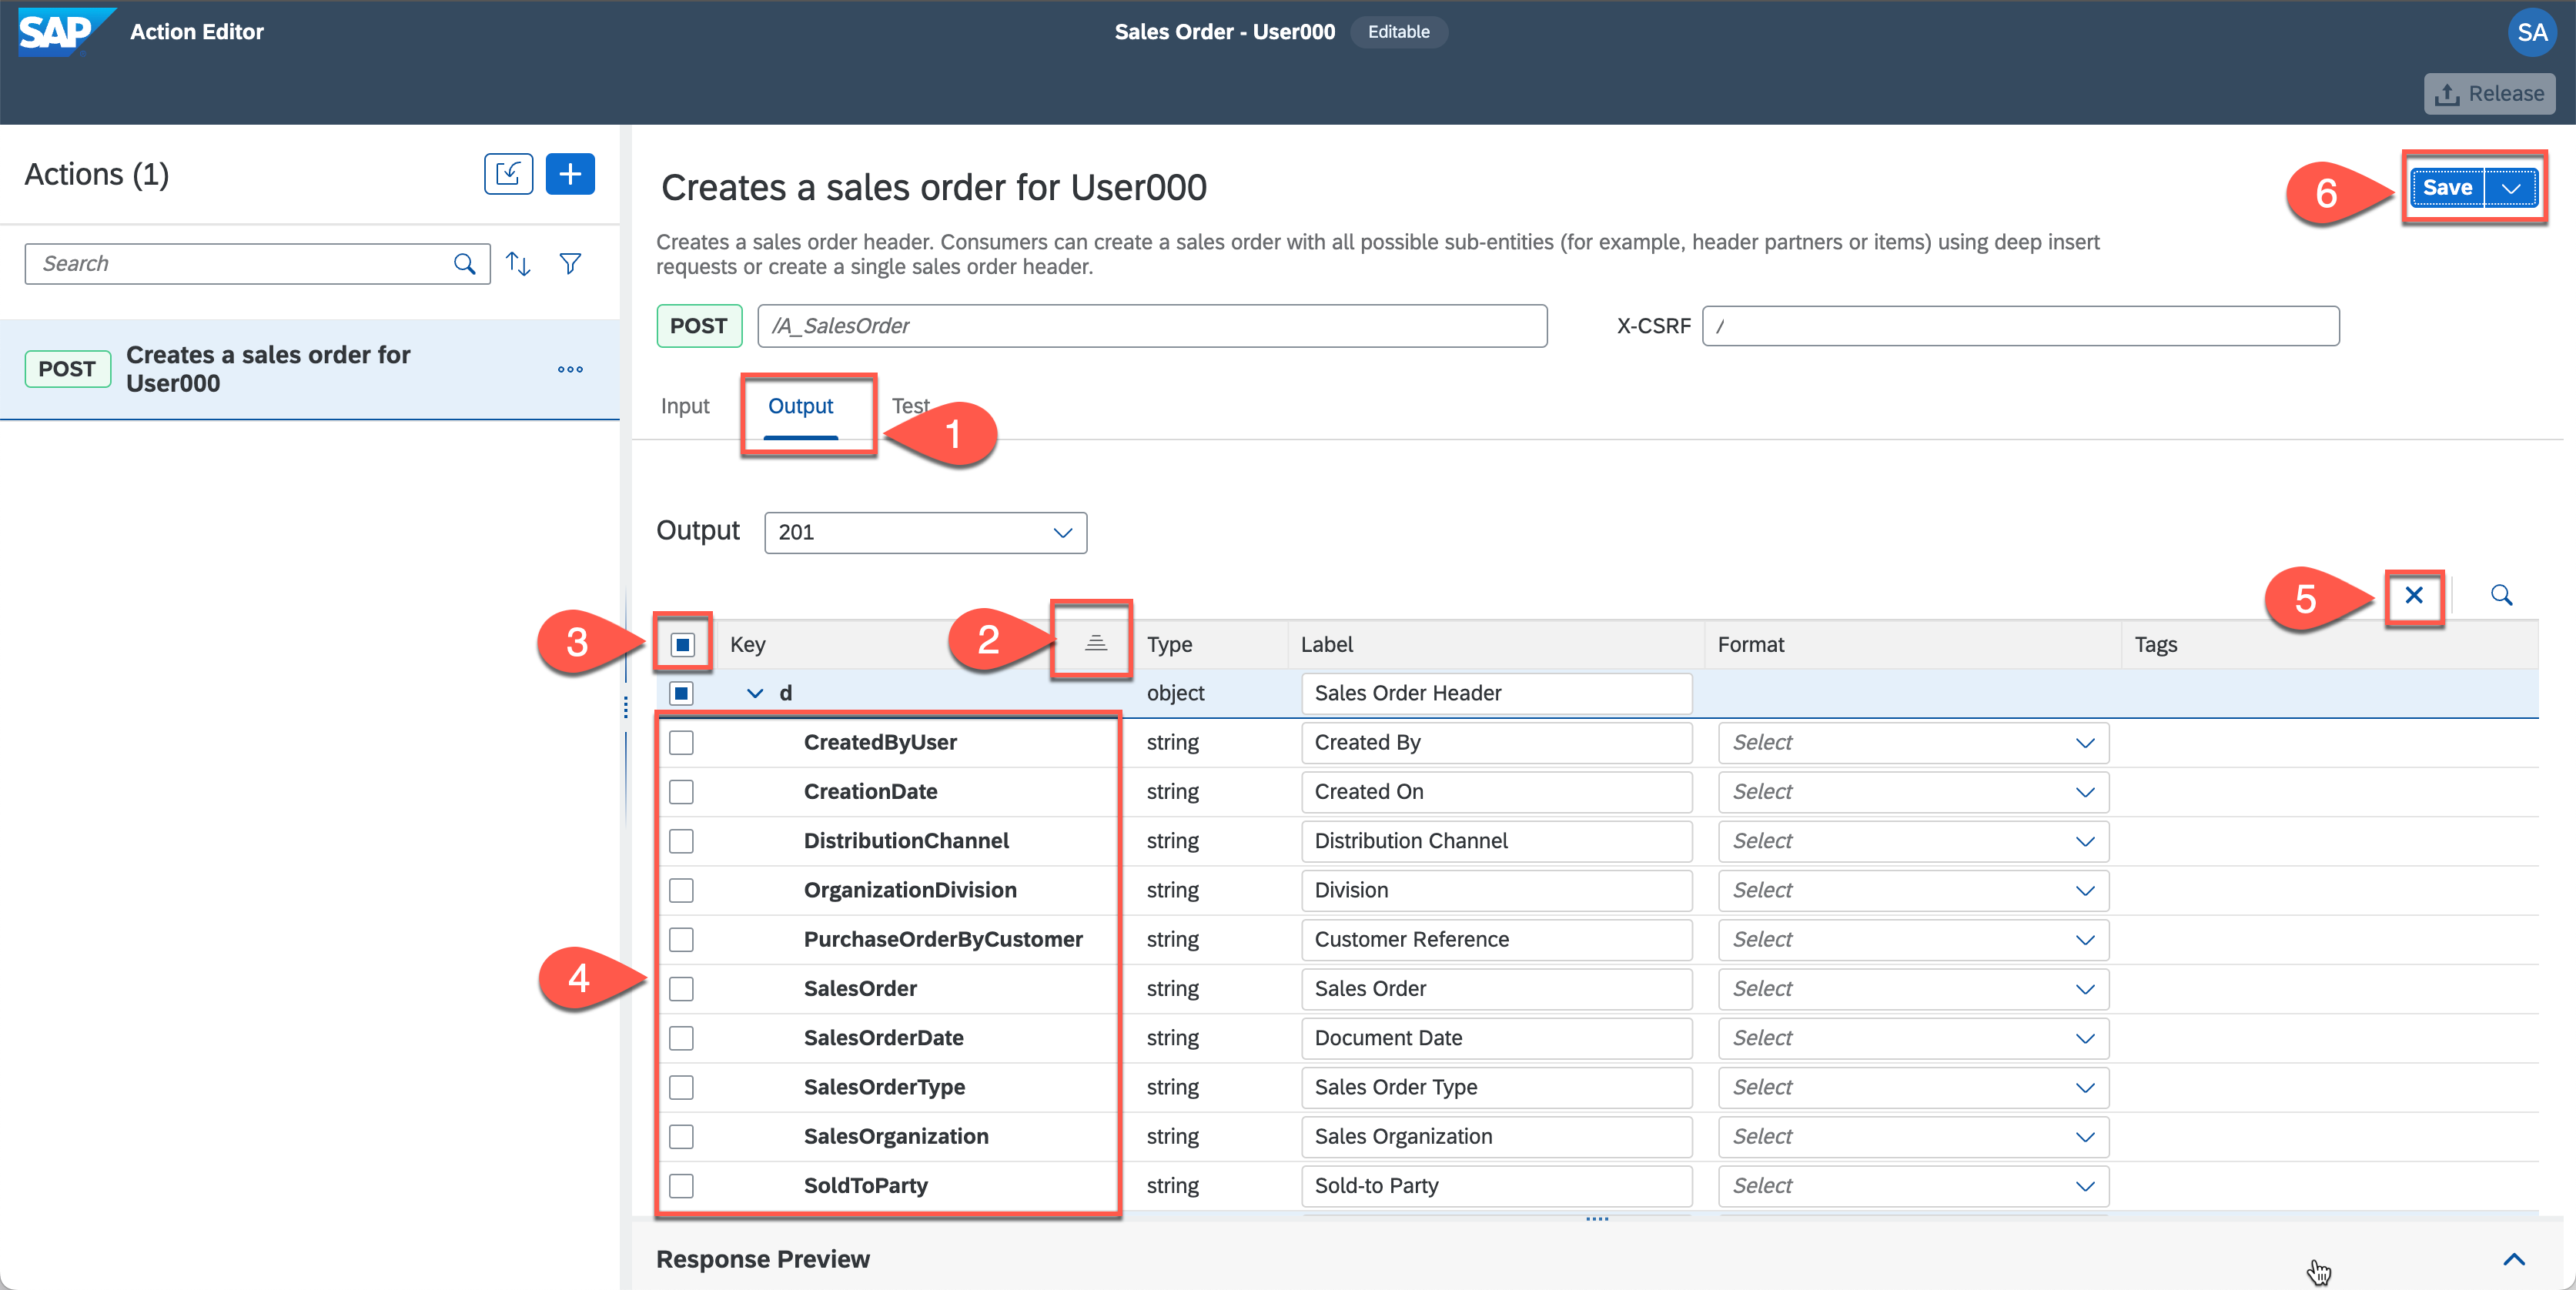 SAP Action Editor
Sales Order - User000 Editable
SA
Release
Actions (1)
Search
POST Creates a sales order for
User000
Creates a sales order for User000
6
Save
Creates a sales order header. Consumers can create a sales order with all possible sub-entities (for example, header partners or items) using deep insert
requests or create a single sales order header.
POST /A_SalesOrder X-CSRF /
Input Output Test
1
Output 201
5
3 Key 2 Type Label Format Tags
d object Sales Order Header
CreatedByUser string Created By Select
CreationDate string Created On Select
DistributionChannel string Distribution Channel Select
OrganizationDivision string Division Select
PurchaseOrderByCustomer string Customer Reference Select
4
SalesOrder string Sales Order Select
SalesOrderDate string Document Date Select
SalesOrderType string Sales Order Type Select
SalesOrganization string Sales Organization Select
SoldToParty string Sold-to Party Select
Response Preview